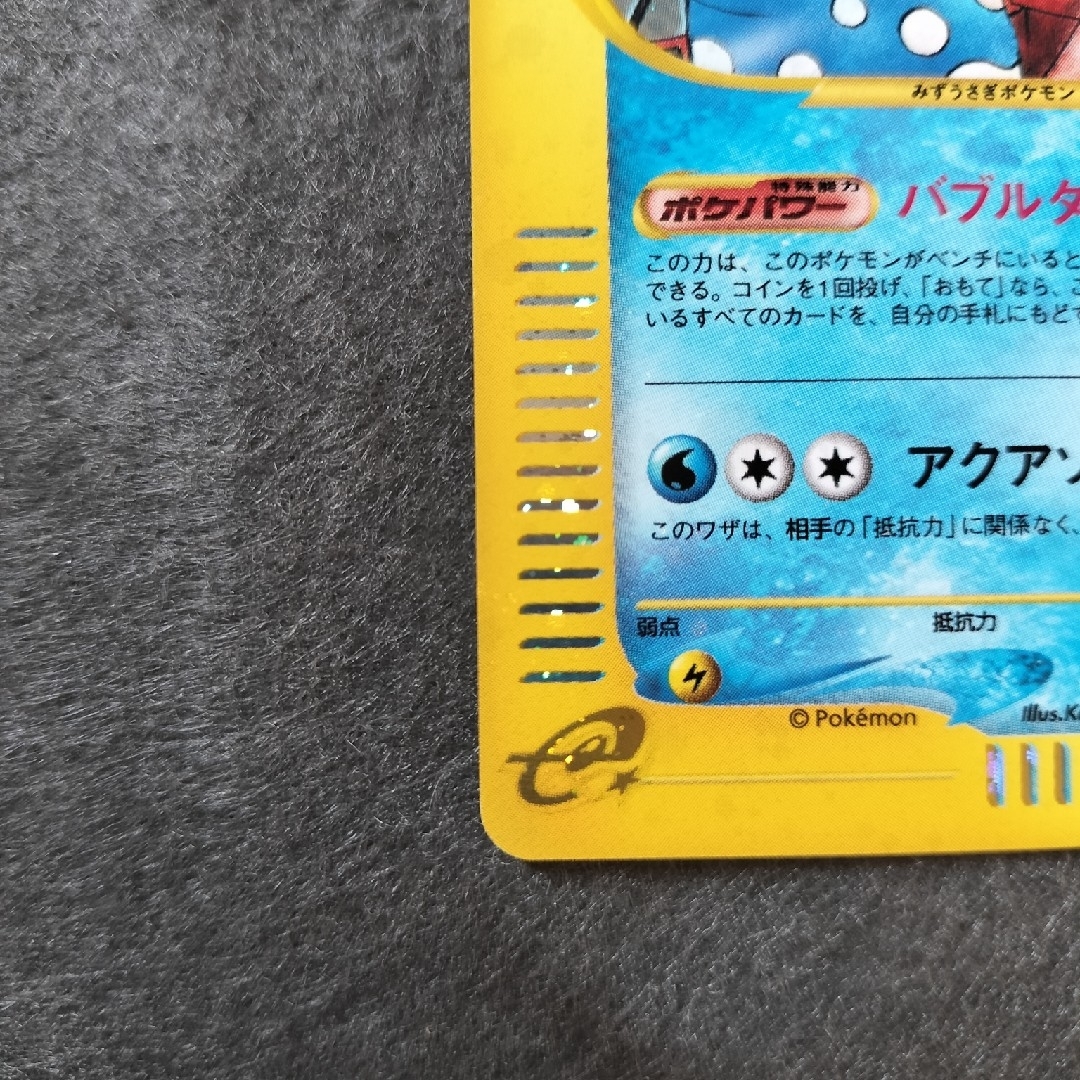 みずうさぎポケモン
特殊能力
ポケパワー バブルタ
この力は、このポケモンがベンチにいると
できる。コインを1回投げ、「おもて」なら、こ
いるすべてのカードを、自分の手札にもどす
アクアソ
このワザは、相手の「抵抗力」に関係なく、
弱点 抵抗力
© Pokémon Illus.K
e